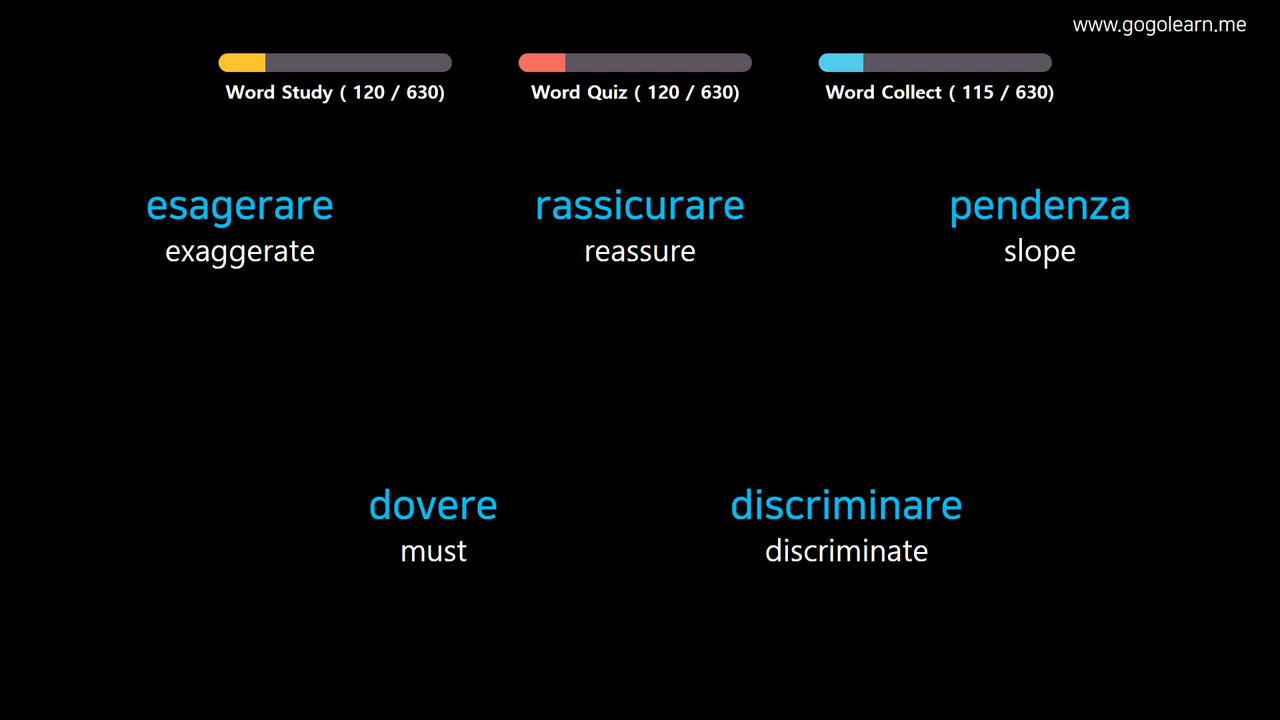 www.gogolearn.me
Word Study ( 120 / 630)
Word Quiz ( 120 / 630)
Word Collect ( 115 / 630)
esagerare
exaggerate
rassicurare
reassure
pendenza
slope
dovere
must
discriminare
discriminate